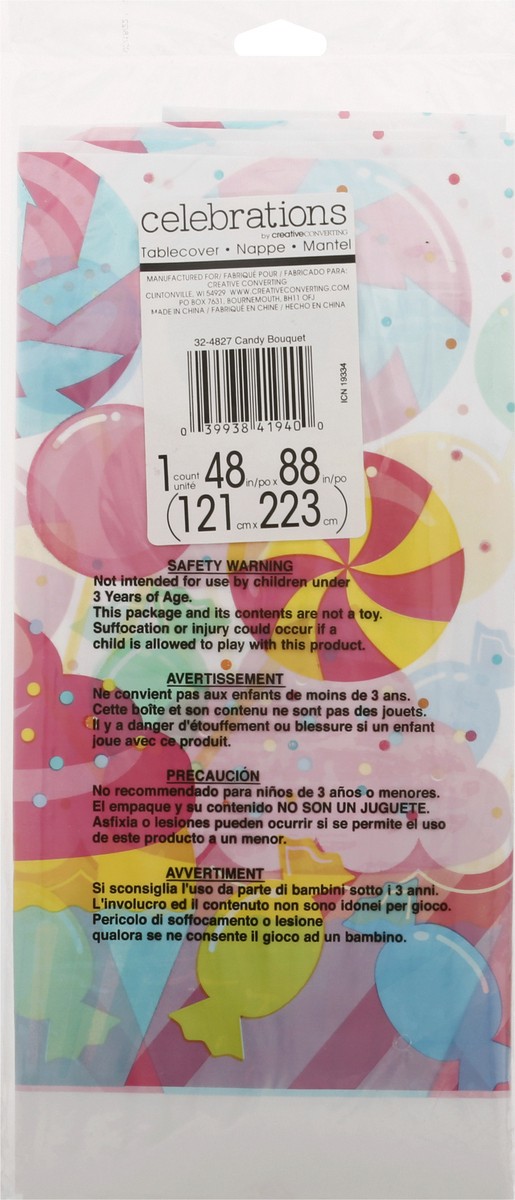 celebrations
by creativeCONVERTING
Tablecover • Nappe • Mantel
MANUFACTURED FOR/ FABRIQUÉ POUR / FABRICADO PARA:
CREATIVE CONVERTING
CLINTONVILLE, WI 54929 WWW.CREATIVECONVERTING.COM
PO BOX 7631, BOURNEMOUTH, BH11 OFJ
MADE IN CHINA / FABRIQUÉ EN CHINE / HECHO EN CHINA
32-4827 Candy Bouquet
ICN 19334
0 39938 41940 0
1 count unité 48 in/po x 88 in/po
(121 cm x 223 cm)
SAFETY WARNING
Not intended for use by children under
3 Years of Age.
This package and its contents are not a toy.
Suffocation or injury could occur if a
child is allowed to play with this product.
AVERTISSEMENT
Ne convient pas aux enfants de moins de 3 ans.
Cette boîte et son contenu ne sont pas des jouets.
Il y a danger d'étouffement ou blessure si un enfant
joue avec ce produit.
PRECAUCIÓN
No recommendado para niños de 3 años o menores.
El empaque y su contenido NO SON UN JUGUETE.
Asfixia o lesiones pueden ocurrir si se permite el uso
de este producto a un menor.
AVVERTIMENT
Si sconsiglia l'uso da parte di bambini sotto i 3 anni.
L'involucro ed il contenuto non sono idonei per gioco.
Pericolo di soffocamento o lesione
qualora se ne consente il gioco ad un bambino.